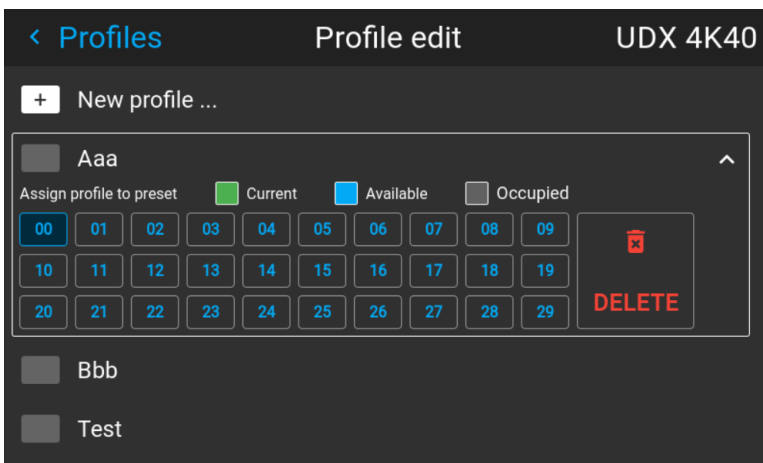 Profiles Profile edit UDX 4K40
+ New profile ...
Aaa
Assign profile to preset Current Available Occupied
00 01 02 03 04 05 06 07 08 09
10 11 12 13 14 15 16 17 18 19
20 21 22 23 24 25 26 27 28 29
DELETE
Bbb
Test